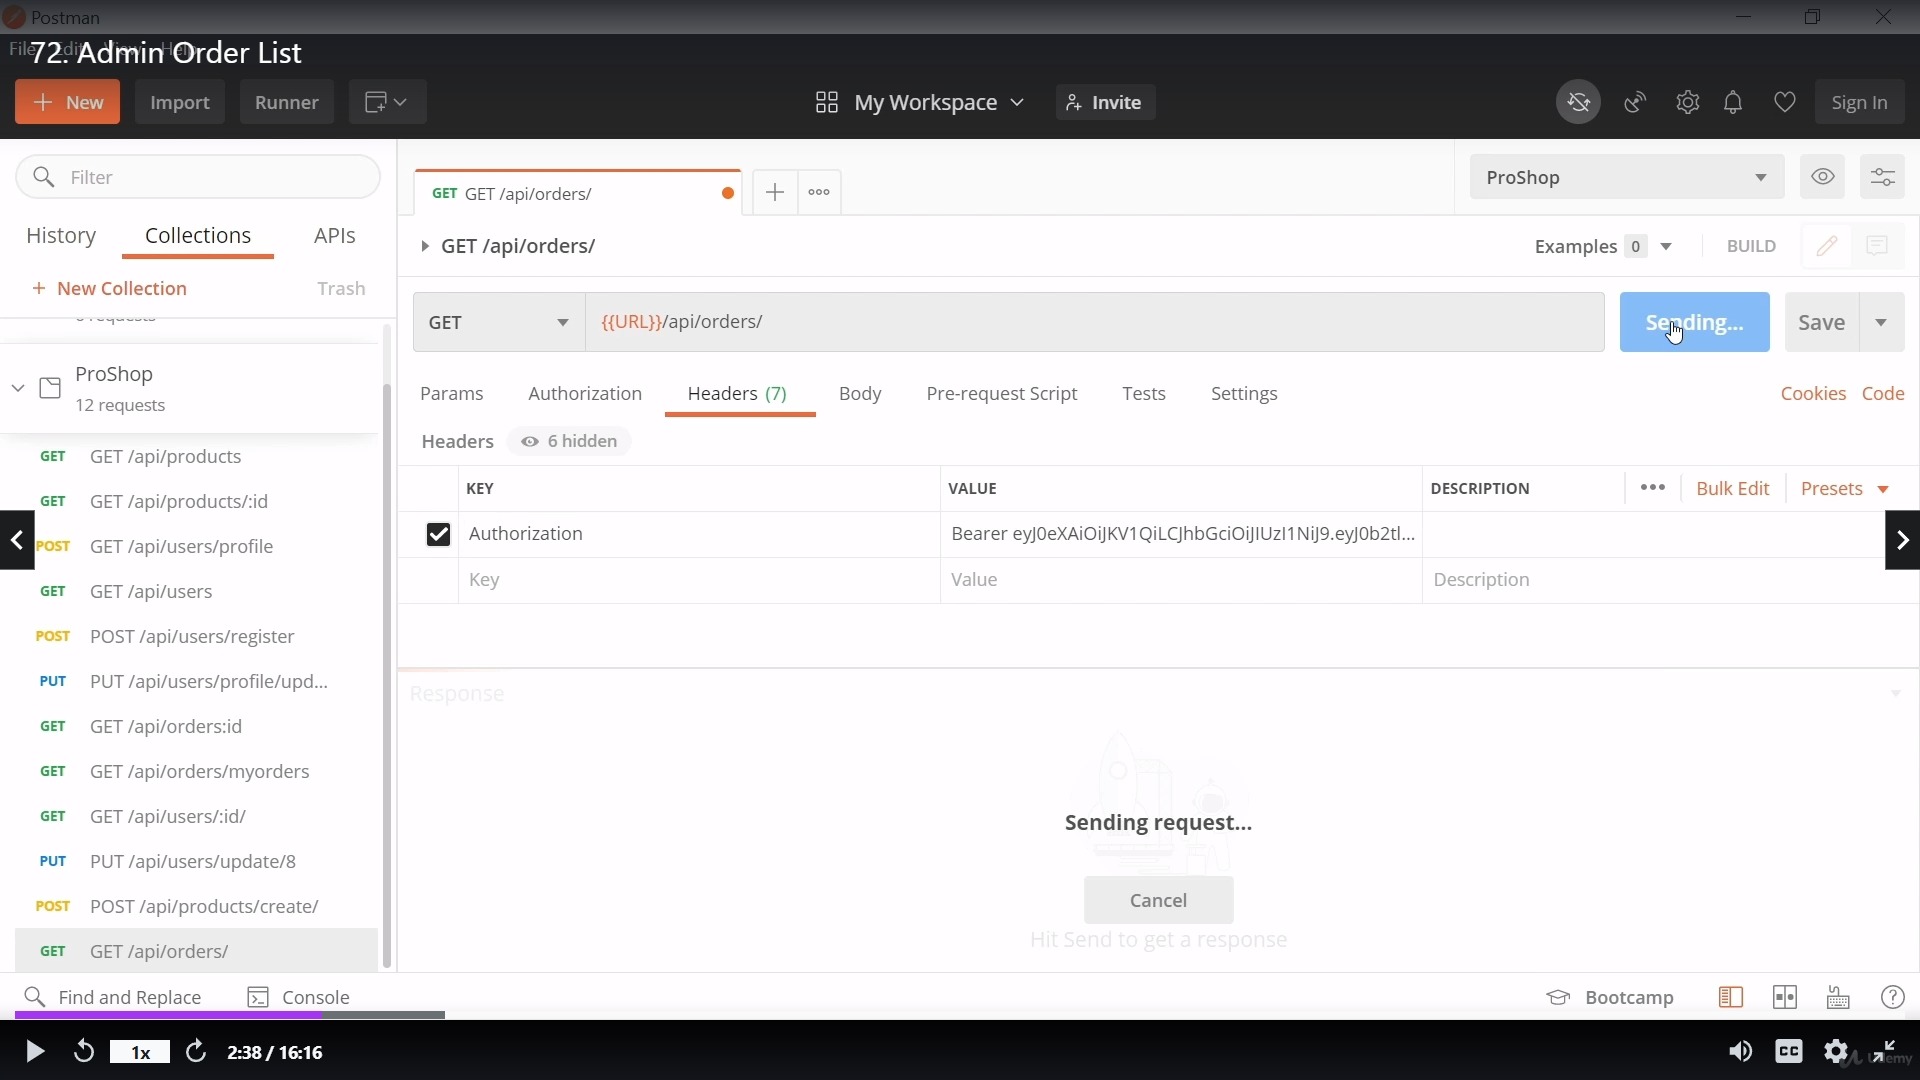 Postman
File Edit View Help
72. Admin Order List
New
Import
Runner
My Workspace
Invite
Sign In
Filter
GET GET /api/orders/
ProShop
History
Collections
APIs
GET /api/orders/
Examples 0
BUILD
+ New Collection
Trash
requests
GET
{{URL}}/api/orders/
Sending...
Save
ProShop
12 requests
Params
Authorization
Headers (7)
Body
Pre-request Script
Tests
Settings
Cookies
Code
Headers
6 hidden
KEY
VALUE
DESCRIPTION
Bulk Edit
Presets
Authorization
Bearer eyJ0eXAiOiJKV1QiLCJhbGciOiJIUzI1NiJ9.eyJ0b2tl...
Key
Value
Description
GET GET /api/products
GET GET /api/products/:id
POST GET /api/users/profile
GET GET /api/users
POST POST /api/users/register
PUT PUT /api/users/profile/upd...
GET GET /api/orders:id
GET GET /api/orders/myorders
GET GET /api/users/:id/
PUT PUT /api/users/update/8
POST POST /api/products/create/
GET GET /api/orders/
Response
Sending request...
Cancel
Hit Send to get a response
Find and Replace
Console
Bootcamp
1x
2:38 / 16:16
CC
Udemy